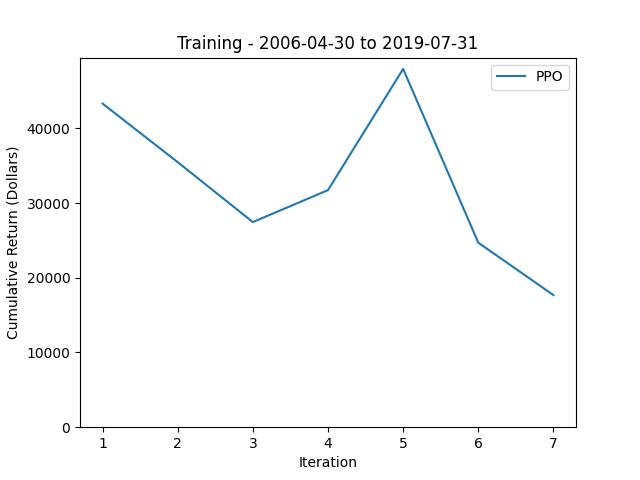 Training - 2006-04-30 to 2019-07-31
PPO
Cumulative Return (Dollars)
40000
30000
20000
10000
0
1 2 3 4 5 6 7
Iteration